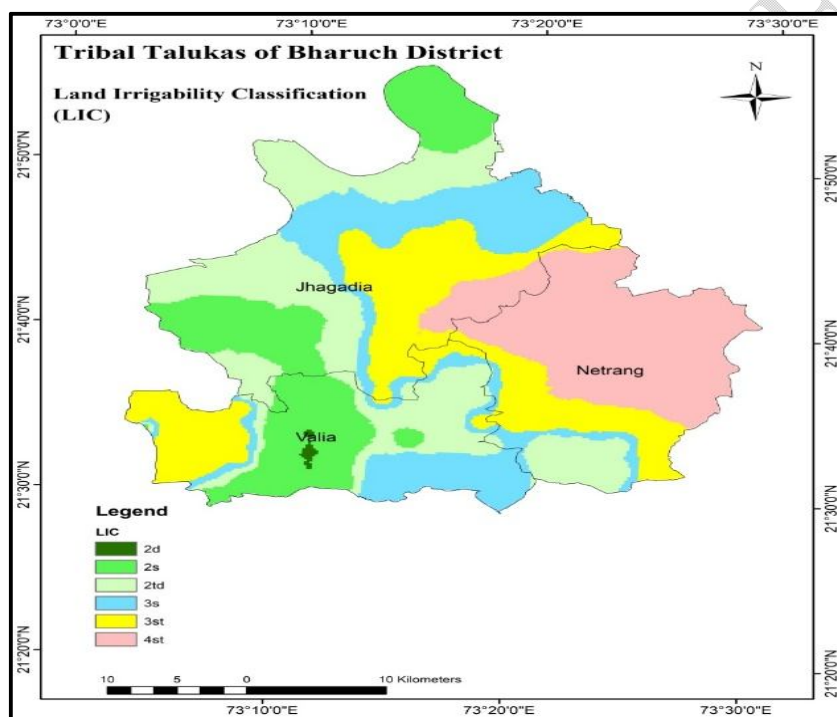 73°0'0"E 73°10'0"E 73°20'0"E 73°30'0"E
Tribal Talukas of Bharuch District
Land Irrigability Classification
(LIC)
N
21°50'0"N 21°50'0"N
Jhagadia
21°40'0"N 21°40'0"N
Netrang
Valia
21°30'0"N 21°30'0"N
Legend
LIC
2d
2s
2td
3s
3st
4st
21°20'0"N 21°20'0"N
10 5 0 10 Kilometers
73°10'0"E 73°20'0"E 73°30'0"E